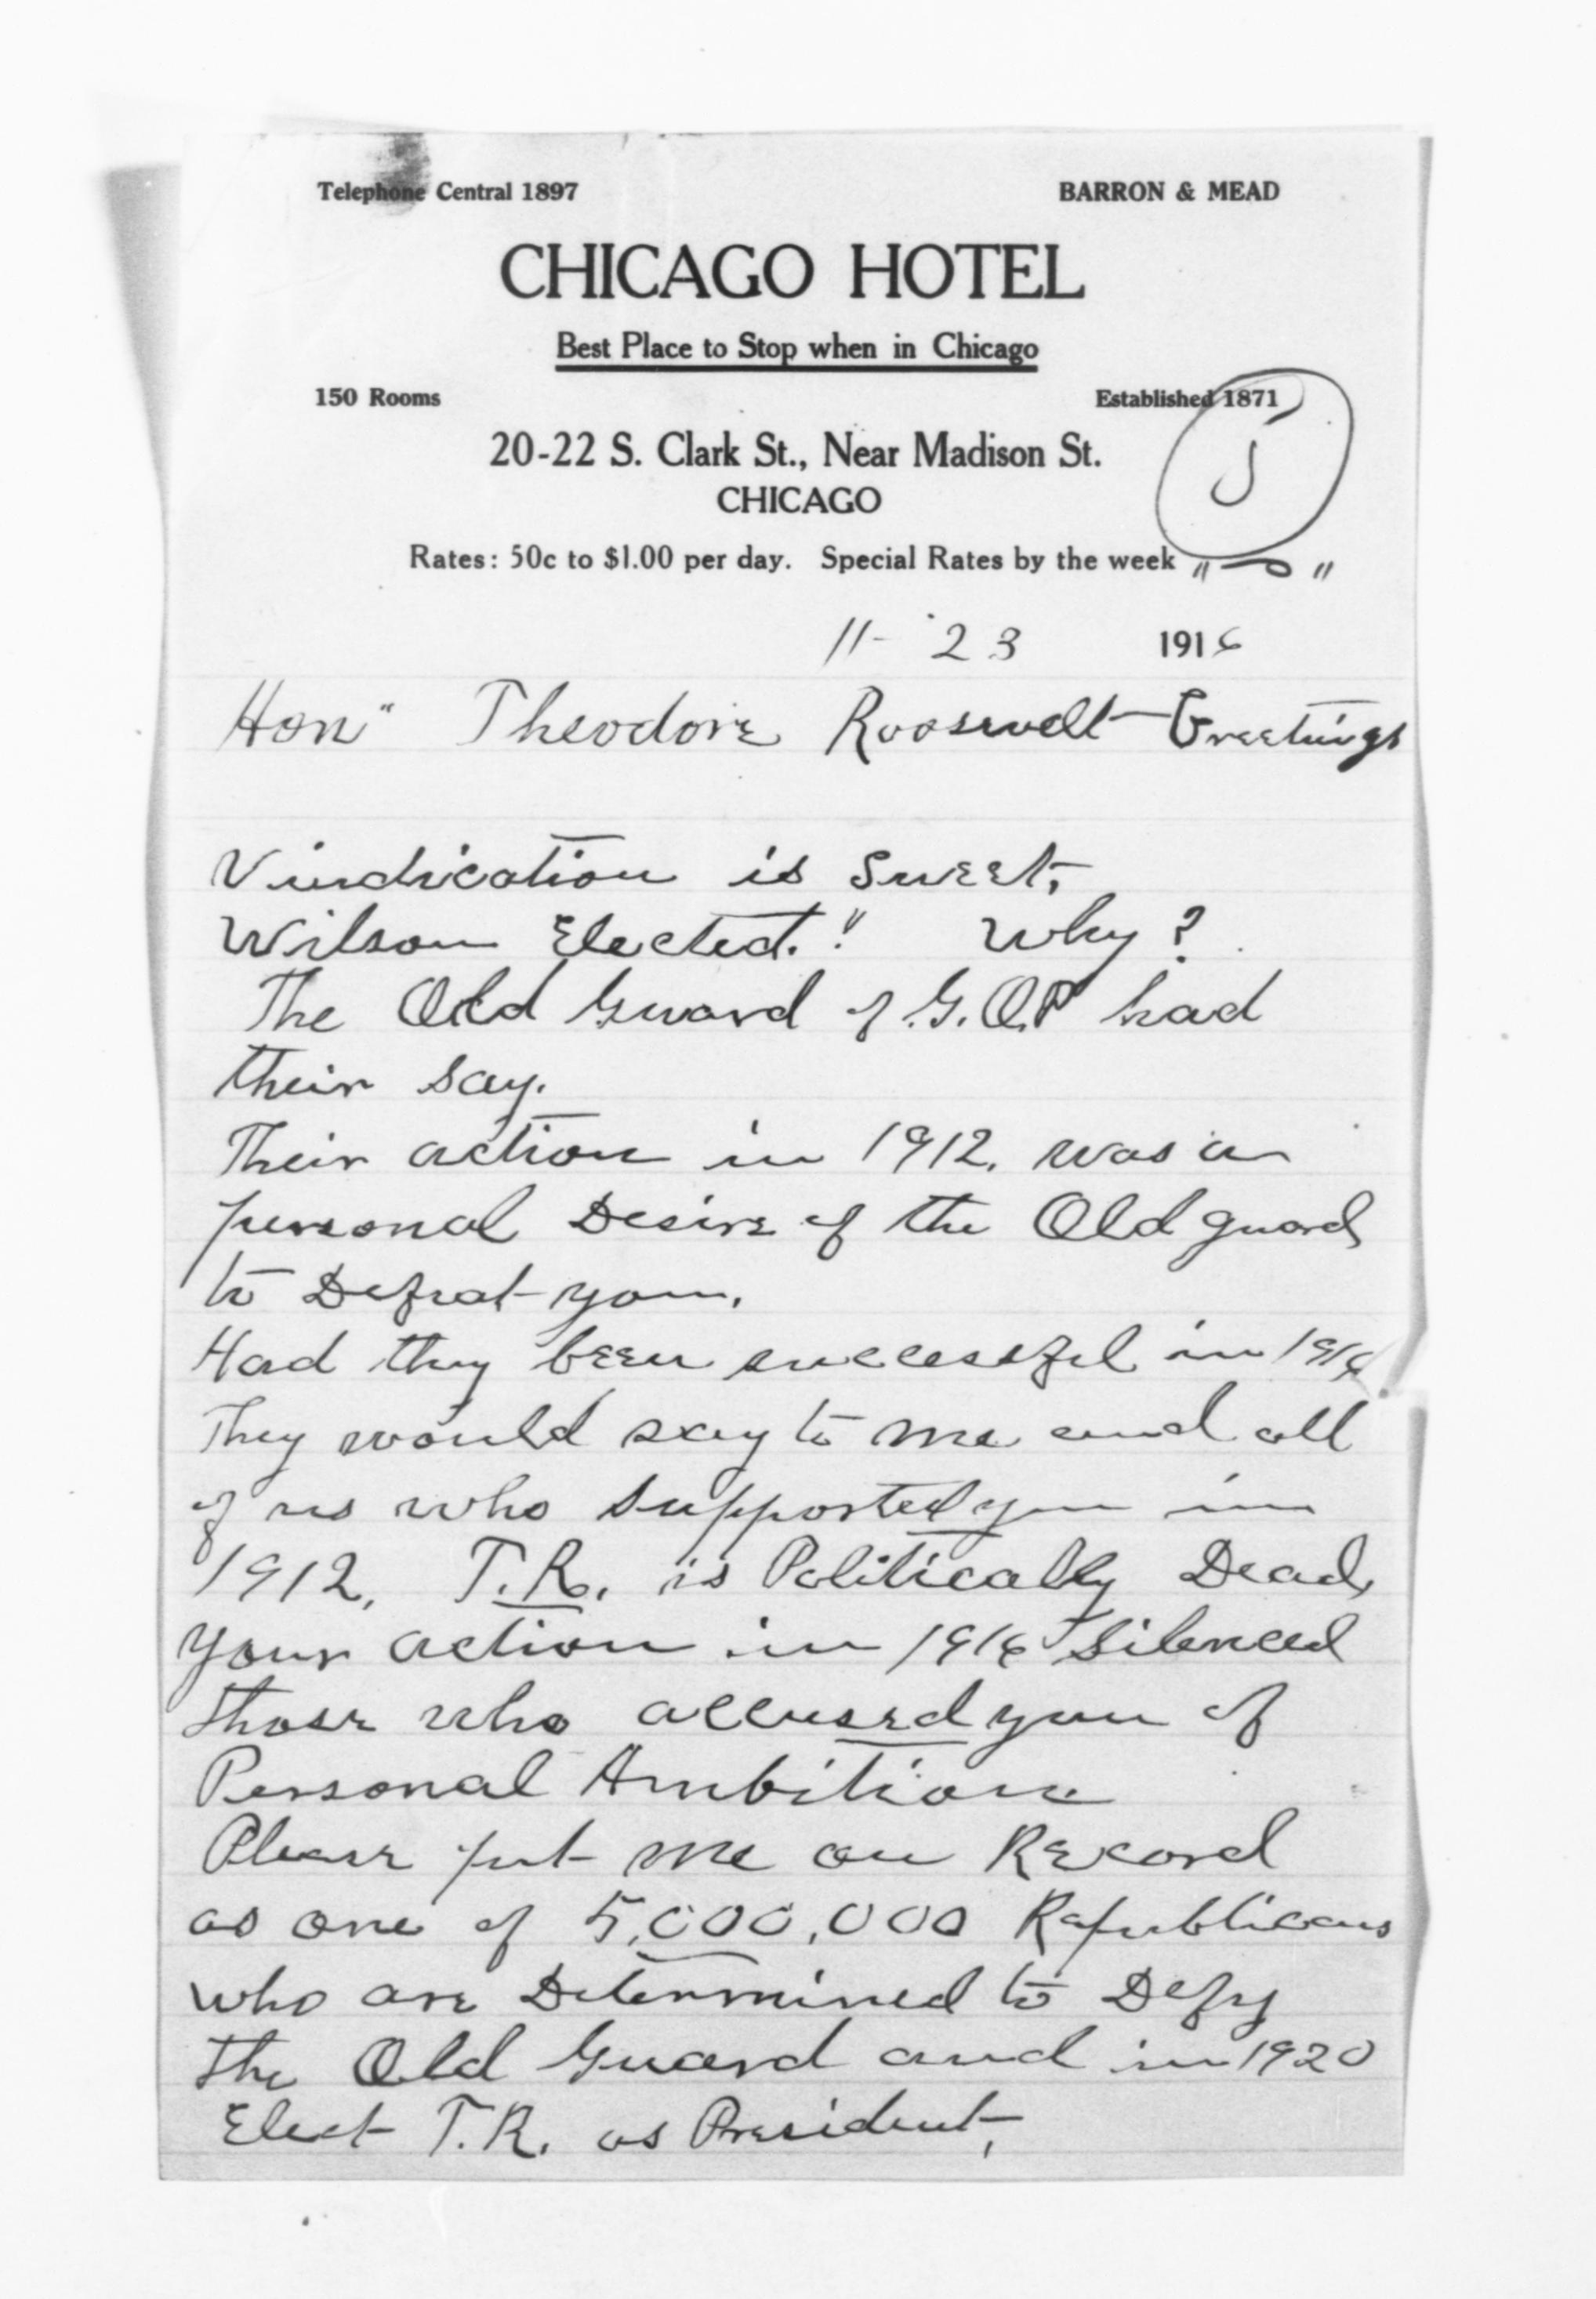 Telephone Central 1897 BARRON & MEAD
CHICAGO HOTEL
Best Place to Stop when in Chicago
150 Rooms Established 1871
20-22 S. Clark St., Near Madison St.
CHICAGO
Rates: 50c to $1.00 per day. Special Rates by the week
J
11-23 1916
Hon" Theodore Roosevelt - Greetings
Vindication is Sweet,
Wilson Elected.! Why?
The Old Guard of G.O.P had
their say.
Their action in 1912. was a
personal Desire of the Old guard
to Defeat you.
Had they been successful in 1916
They would say to me and all
of us who supported you in
1912, T.R. is Politically Dead,
your action in 1916 silenced
those who accused you of
Personal Ambition
Please put me on Record
as one of 5,000,000 Republicans
who are Determined to Defy
the Old Guard and in 1920
Elect T.R. as President,